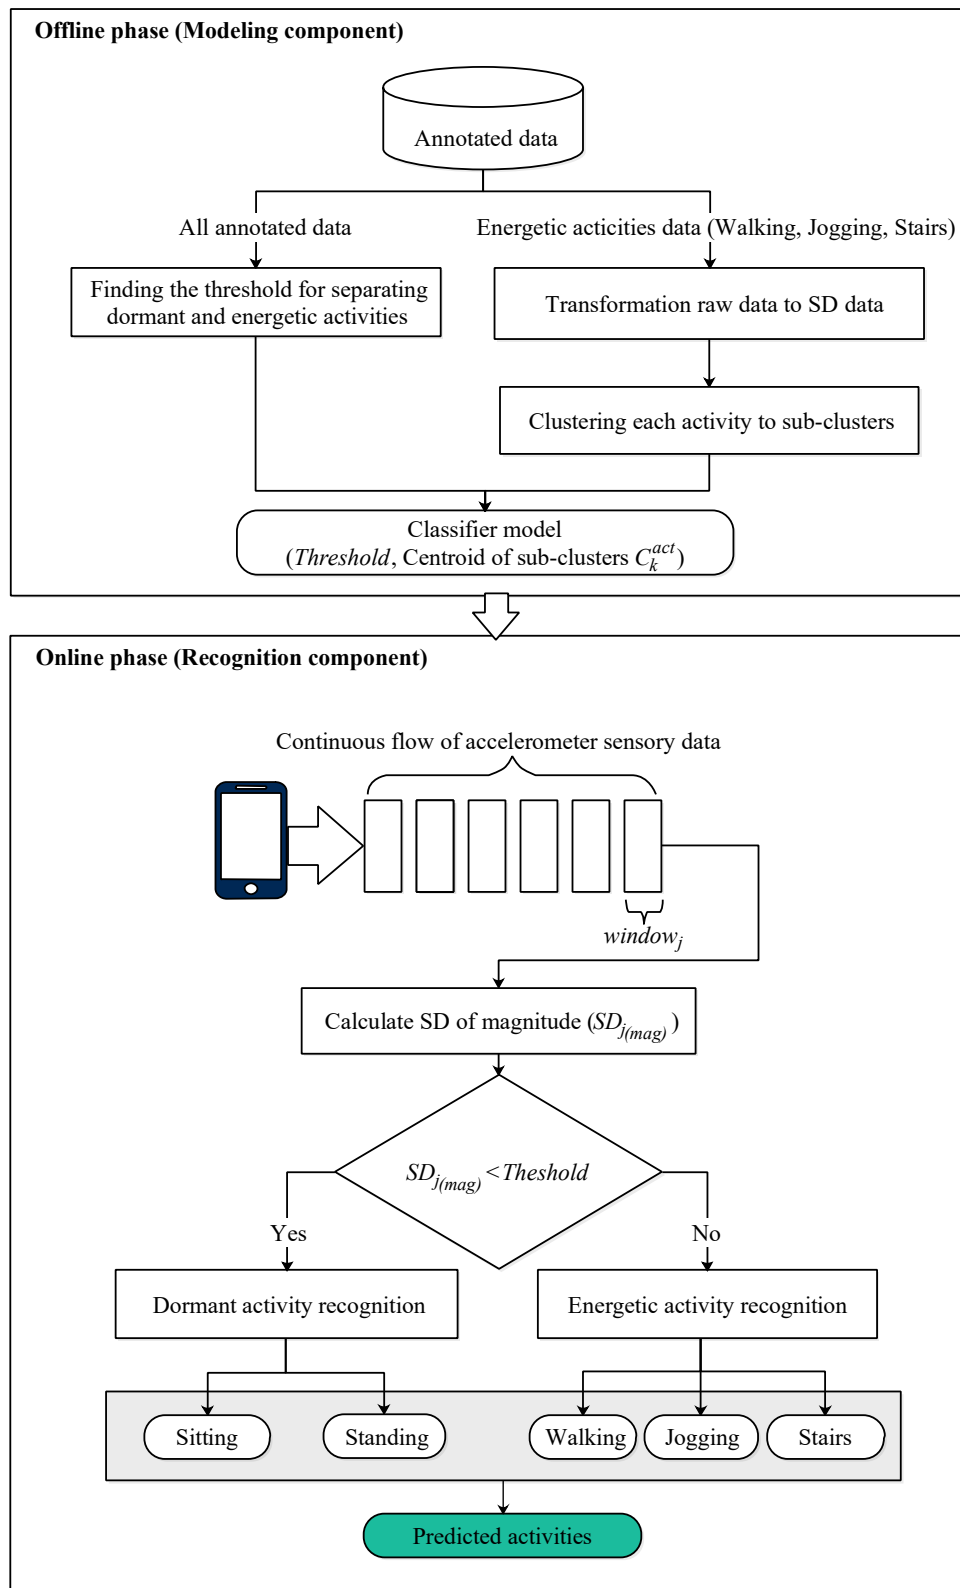 Offline phase (Modeling component)
Annotated data
All annotated data
Energetic acticities data (Walking, Jogging, Stairs)
Finding the threshold for separating
dormant and energetic activities
Transformation raw data to SD data
Clustering each activity to sub-clusters
Classifier model
(Threshold, Centroid of sub-clusters C_k^{act})
Online phase (Recognition component)
Continuous flow of accelerometer sensory data
window_j
Calculate SD of magnitude (SD_{j(mag)})
SD_{j(mag)} < Theshold
Yes
No
Dormant activity recognition
Energetic activity recognition
Sitting
Standing
Walking
Jogging
Stairs
Predicted activities